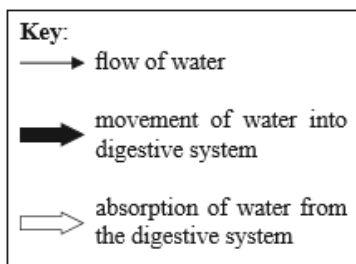 Key:
flow of water
movement of water into
digestive system
absorption of water from
the digestive system